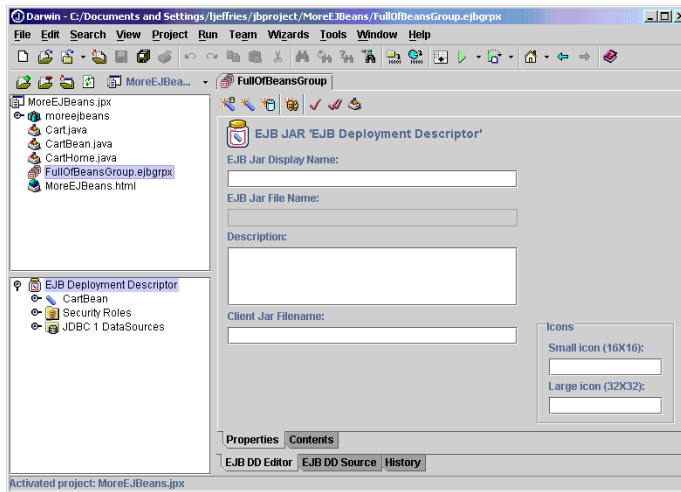 Darwin - C:/Documents and Settings/ljeffries/jbproject/MoreEJBeans/FullOfBeansGroup.ejbgrpx
File Edit Search View Project Run Team Wizards Tools Window Help
MoreEJBea...
FullOfBeansGroup
MoreEJBeans.jpx
moreejbeans
Cart.java
CartBean.java
CartHome.java
FullOfBeansGroup.ejbgrpx
MoreEJBeans.html
EJB Deployment Descriptor
CartBean
Security Roles
JDBC 1 DataSources
EJB JAR 'EJB Deployment Descriptor'
EJB Jar Display Name:
EJB Jar File Name:
Description:
Client Jar Filename:
Icons
Small icon (16X16):
Large icon (32X32):
Properties Contents
EJB DD Editor EJB DD Source History
Activated project: MoreEJBeans.jpx